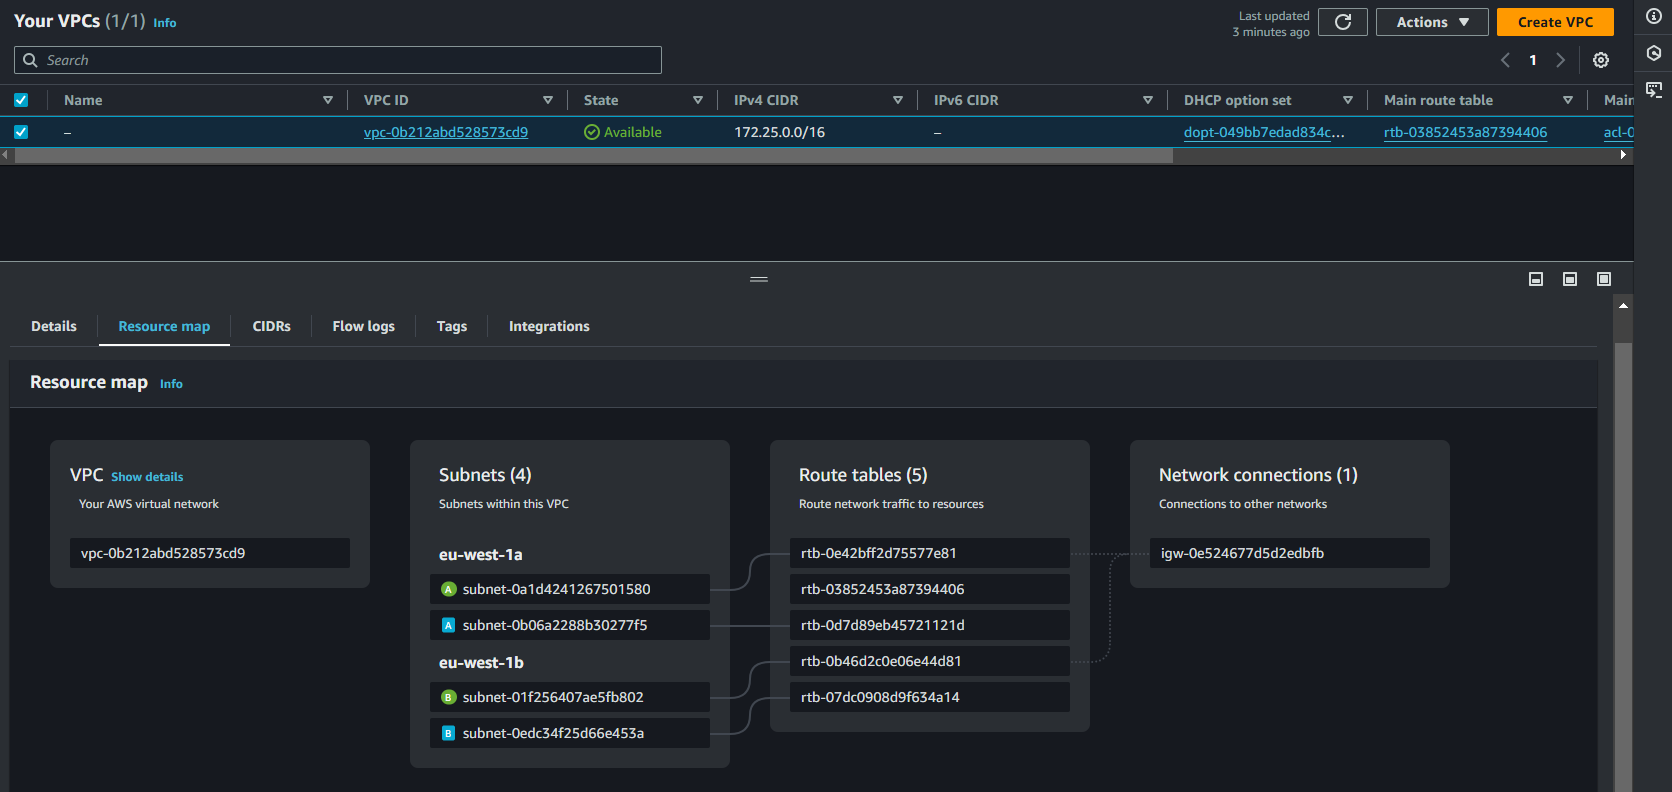 Your VPCs (1/1) Info
Last updated
3 minutes ago
Actions
Create VPC
Search
1
Name VPC ID State IPv4 CIDR IPv6 CIDR DHCP option set Main route table Main
– vpc-0b212abd528573cd9 Available 172.25.0.0/16 – dopt-049bb7edad834c... rtb-03852453a87394406 acl-0
Details Resource map CIDRs Flow logs Tags Integrations
Resource map Info
VPC Show details
Your AWS virtual network
vpc-0b212abd528573cd9
Subnets (4)
Subnets within this VPC
eu-west-1a
A subnet-0a1d4241267501580
A subnet-0b06a2288b30277f5
eu-west-1b
B subnet-01f256407ae5fb802
B subnet-0edc34f25d66e453a
Route tables (5)
Route network traffic to resources
rtb-0e42bff2d75577e81
rtb-03852453a87394406
rtb-0d7d89eb45721121d
rtb-0b46d2c0e06e44d81
rtb-07dc0908d9f634a14
Network connections (1)
Connections to other networks
igw-0e524677d5d2edbfb